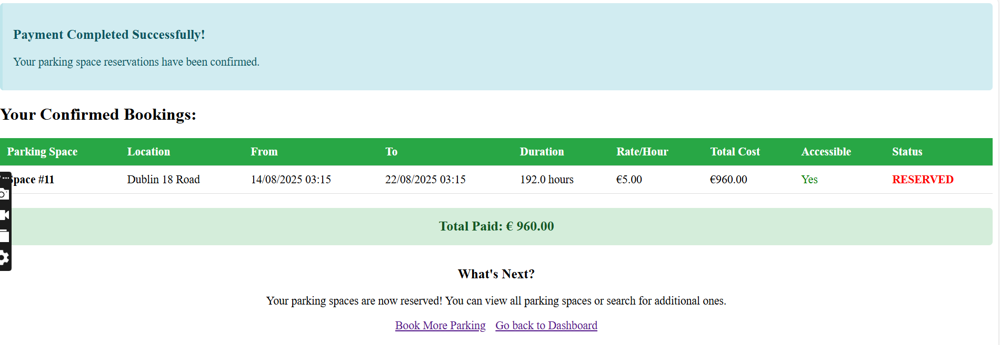 Payment Completed Successfully!
Your parking space reservations have been confirmed.
Your Confirmed Bookings:
Parking Space Location From To Duration Rate/Hour Total Cost Accessible Status
Space #11 Dublin 18 Road 14/08/2025 03:15 22/08/2025 03:15 192.0 hours €5.00 €960.00 Yes RESERVED
Total Paid: € 960.00
What's Next?
Your parking spaces are now reserved! You can view all parking spaces or search for additional ones.
Book More Parking Go back to Dashboard